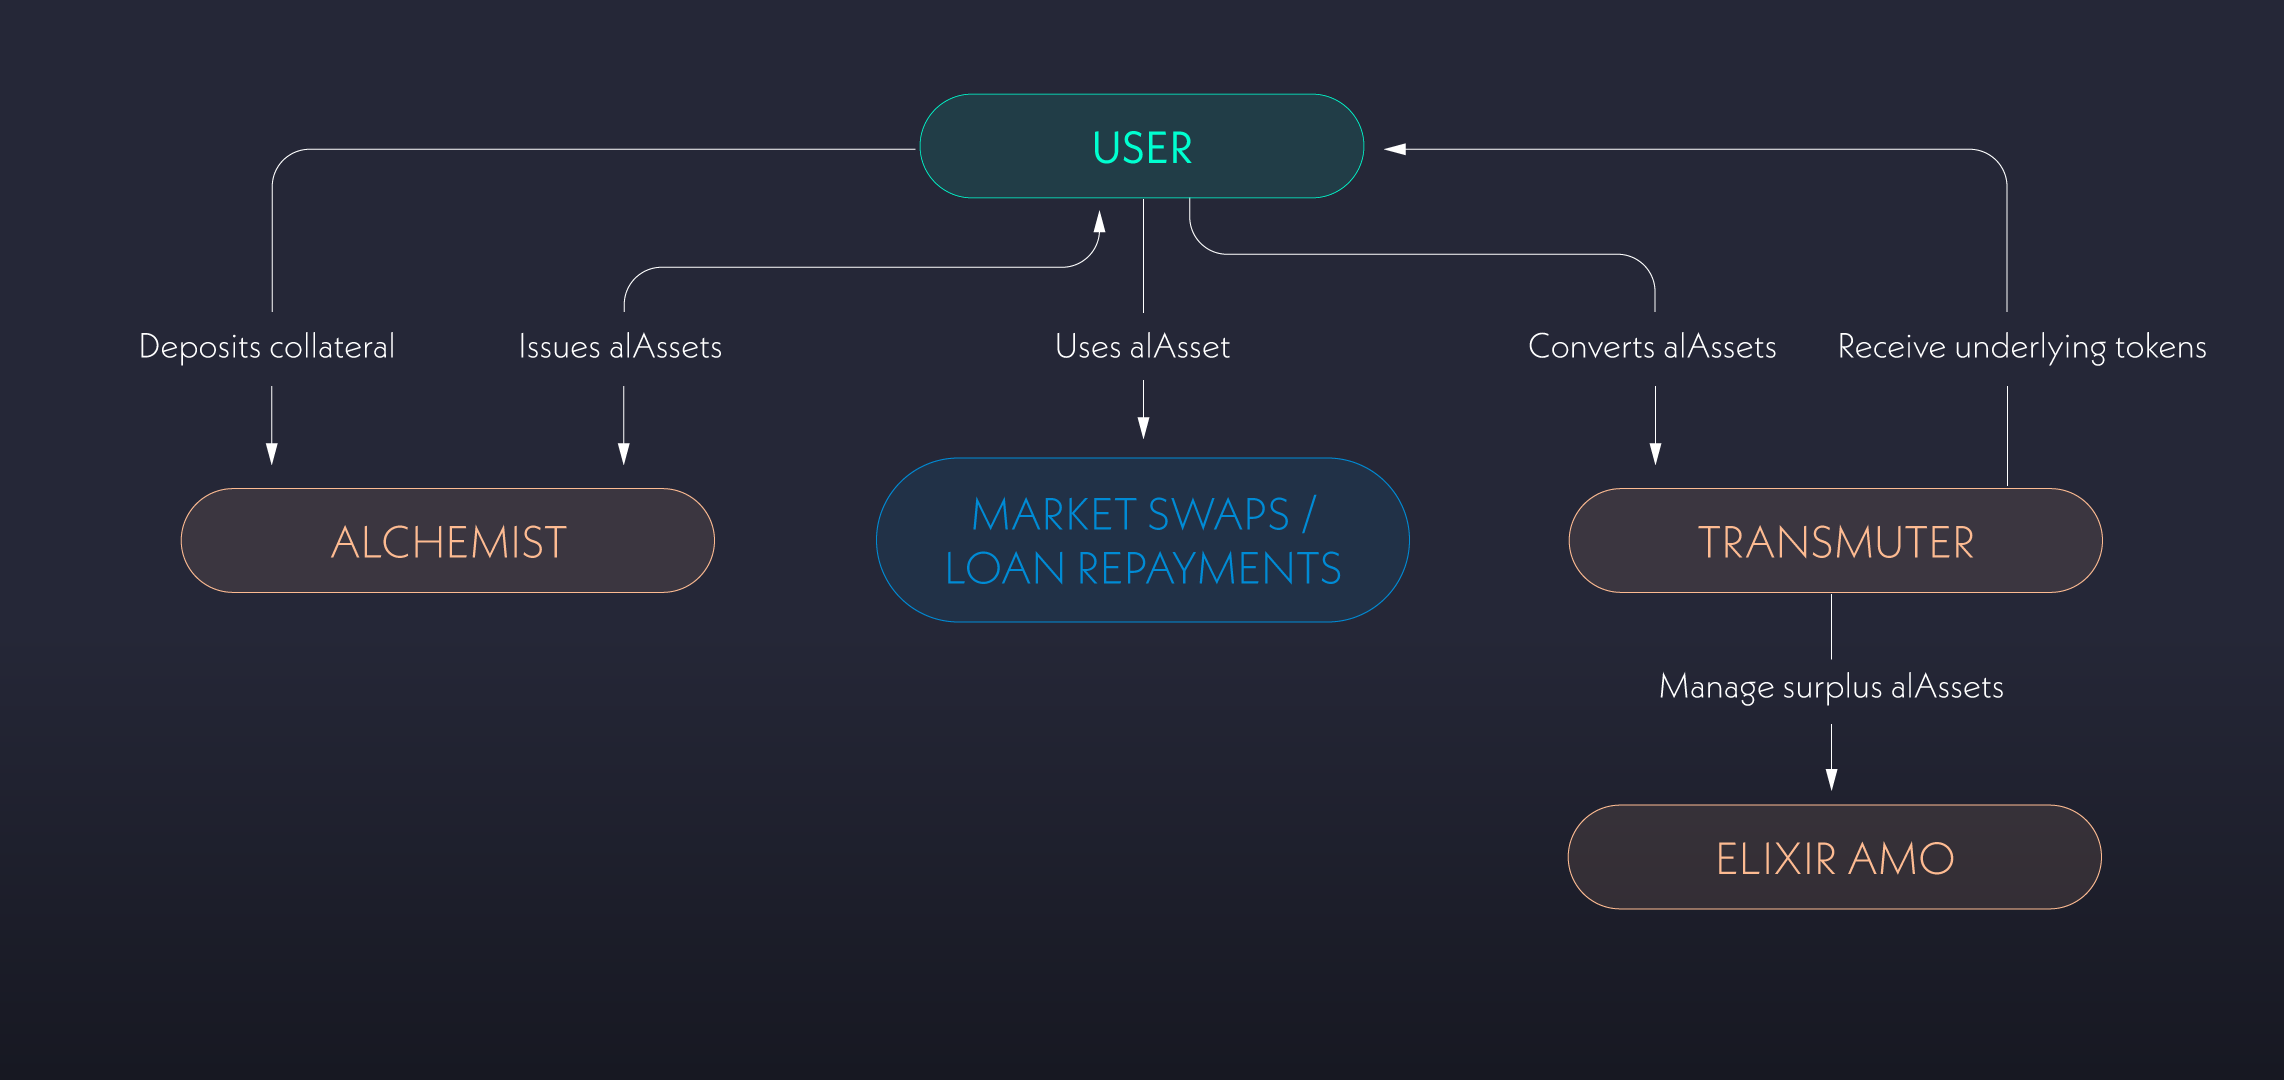 USER
Deposits collateral
Issues alAssets
Uses alAsset
Converts alAssets
Receive underlying tokens
ALCHEMIST
MARKET SWAPS /
LOAN REPAYMENTS
TRANSMUTER
Manage surplus alAssets
ELIXIR AMO